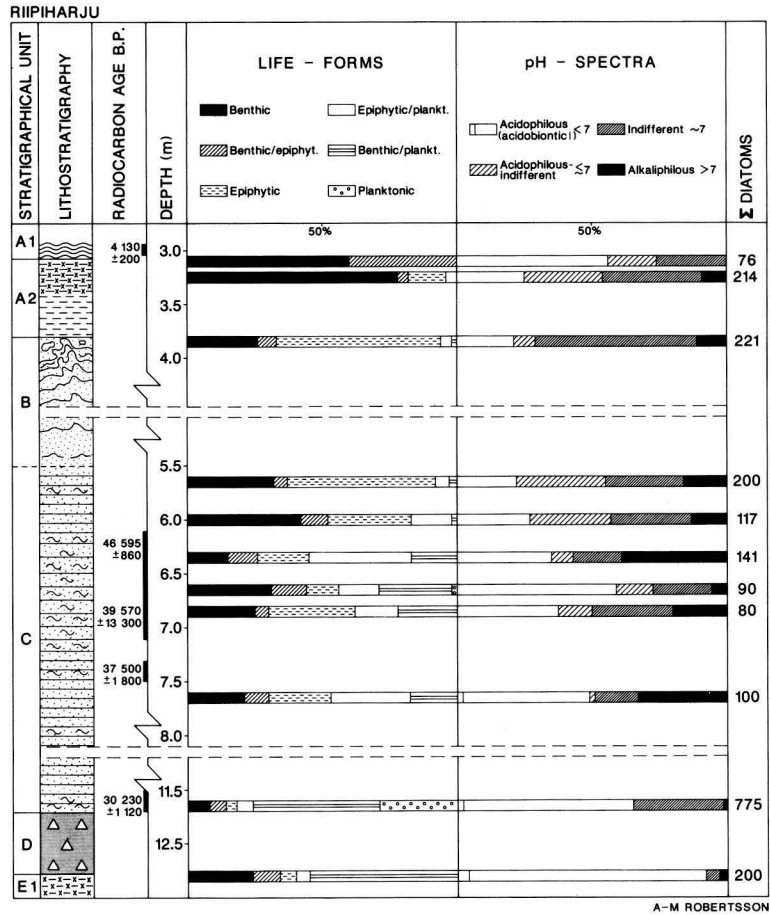 RIIPIHARJU
STRATIGRAPHICAL UNIT
LITHOSTRATIGRAPHY
RADIOCARBON AGE B.P.
DEPTH (m)
LIFE – FORMS
Benthic
Epiphytic/plankt.
Benthic/epiphyt.
Benthic/plankt.
Epiphytic
Planktonic
50%
pH – SPECTRA
Acidophilous (acidobiontic|) <7
Indifferent ~7
Acidophilous- indifferent ≤7
Alkaliphilous >7
50%
Σ DIATOMS
A1
A2
B
C
D
E1
4 130
±200
46 595
±860
39 570
±13 300
37 500
±1 800
30 230
±1 120
3.0
3.5
4.0
5.5
6.0
6.5
7.0
7.5
8.0
11.5
12.5
76
214
221
200
117
141
90
80
100
775
200
A–M ROBERTSSON